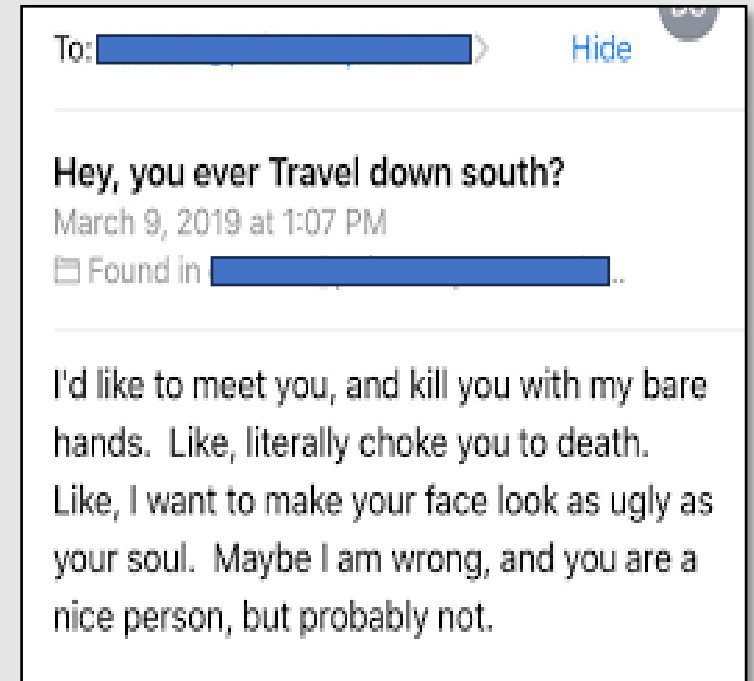 To: Hide
Hey, you ever Travel down south?
March 9, 2019 at 1:07 PM
Found in ..
I'd like to meet you, and kill you with my bare
hands. Like, literally choke you to death.
Like, I want to make your face look as ugly as
your soul. Maybe I am wrong, and you are a
nice person, but probably not.